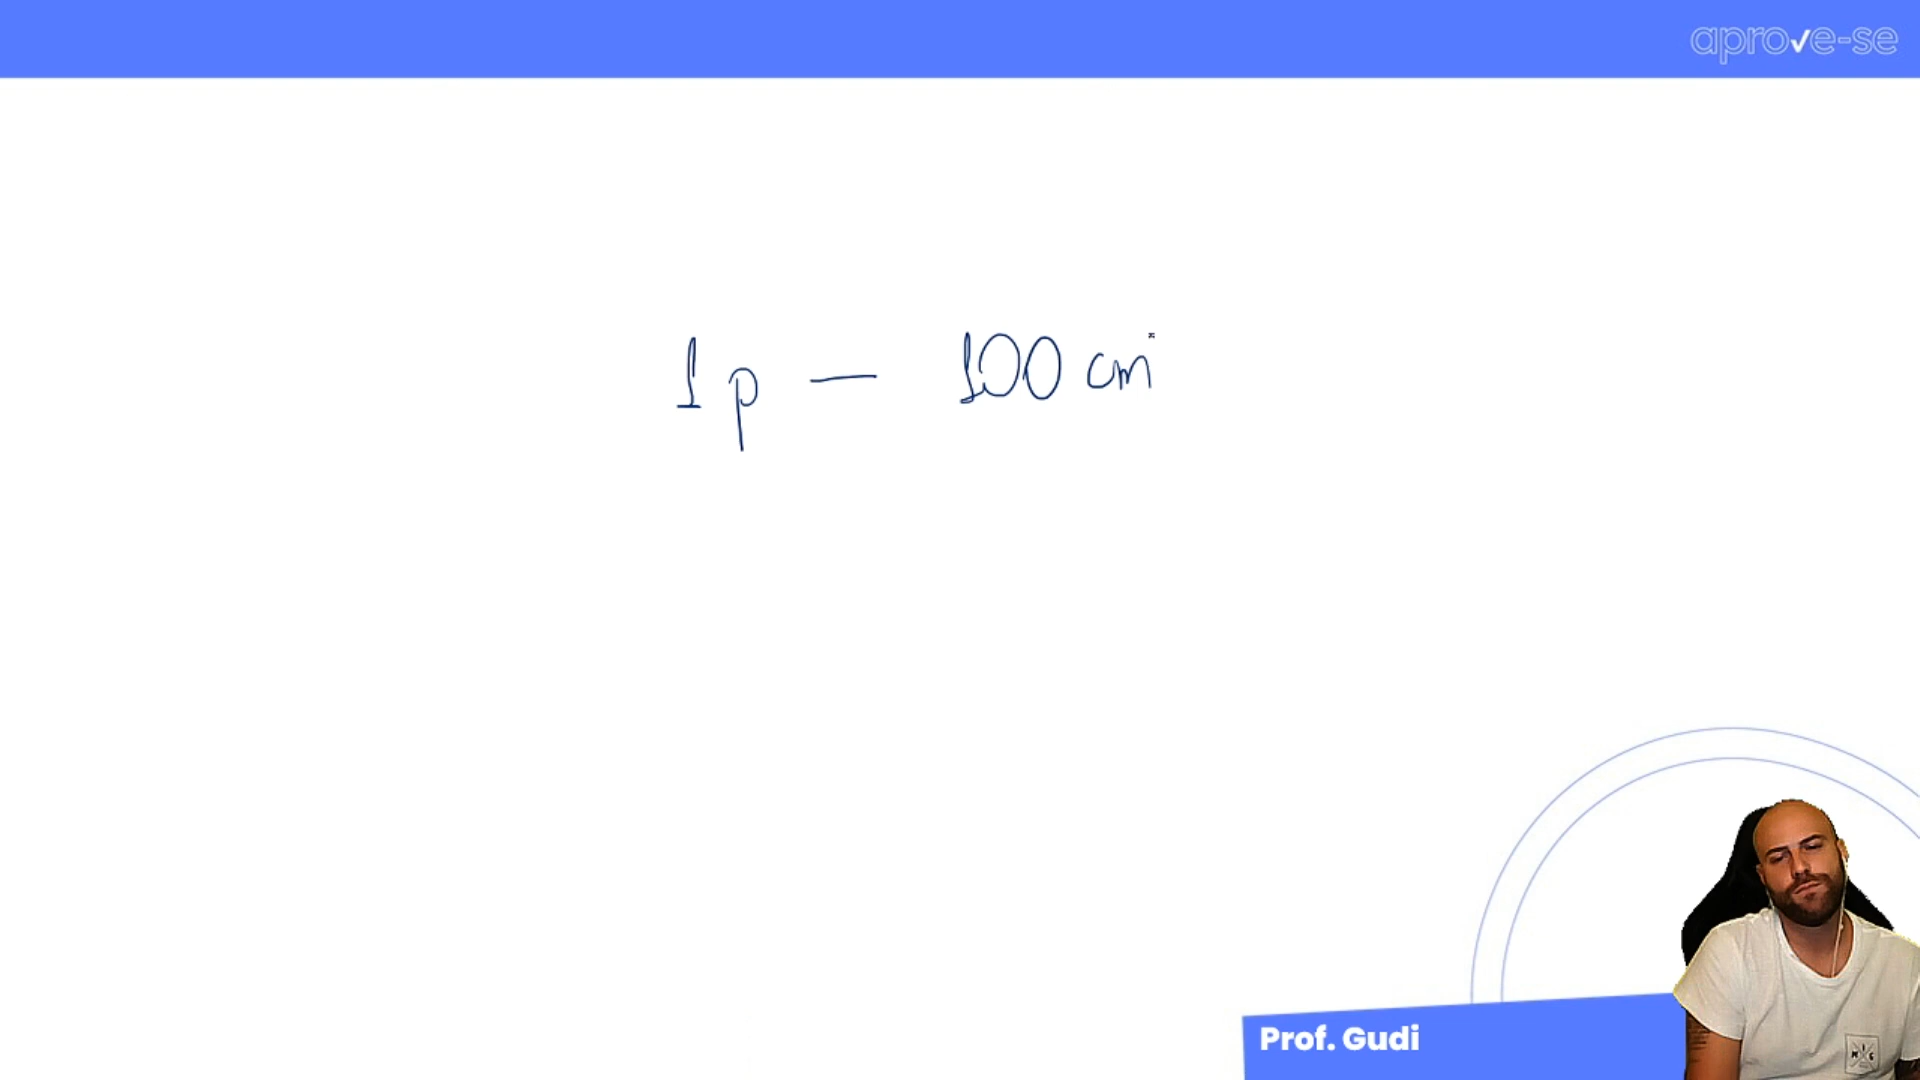 aprove-se
1 p — 100 cm
Prof. Gudi